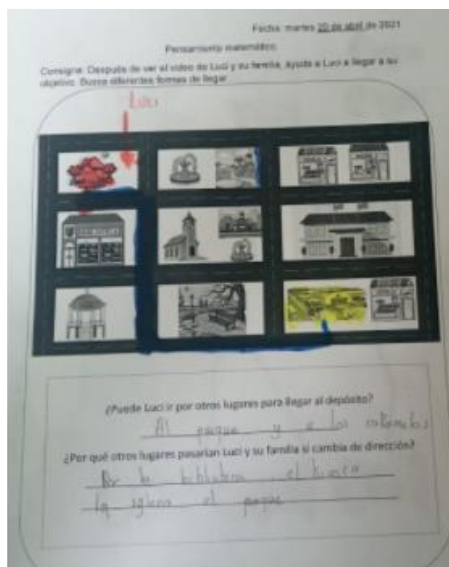 Fecha: martes 20 de abril de 2021
Pensamiento matemático
Consigna: Después de ver el video de Luci y su familia, ayuda a Luci a llegar a su
objetivo. Busca diferentes formas de llegar
Luci
BIBLIOTECA
¿Puede Luci ir por otros lugares para llegar al depósito?
Al parque y a los
¿Por qué otros lugares pasarían Luci y su familia si cambia de dirección?
Por la biblioteca el
la iglesia el parque